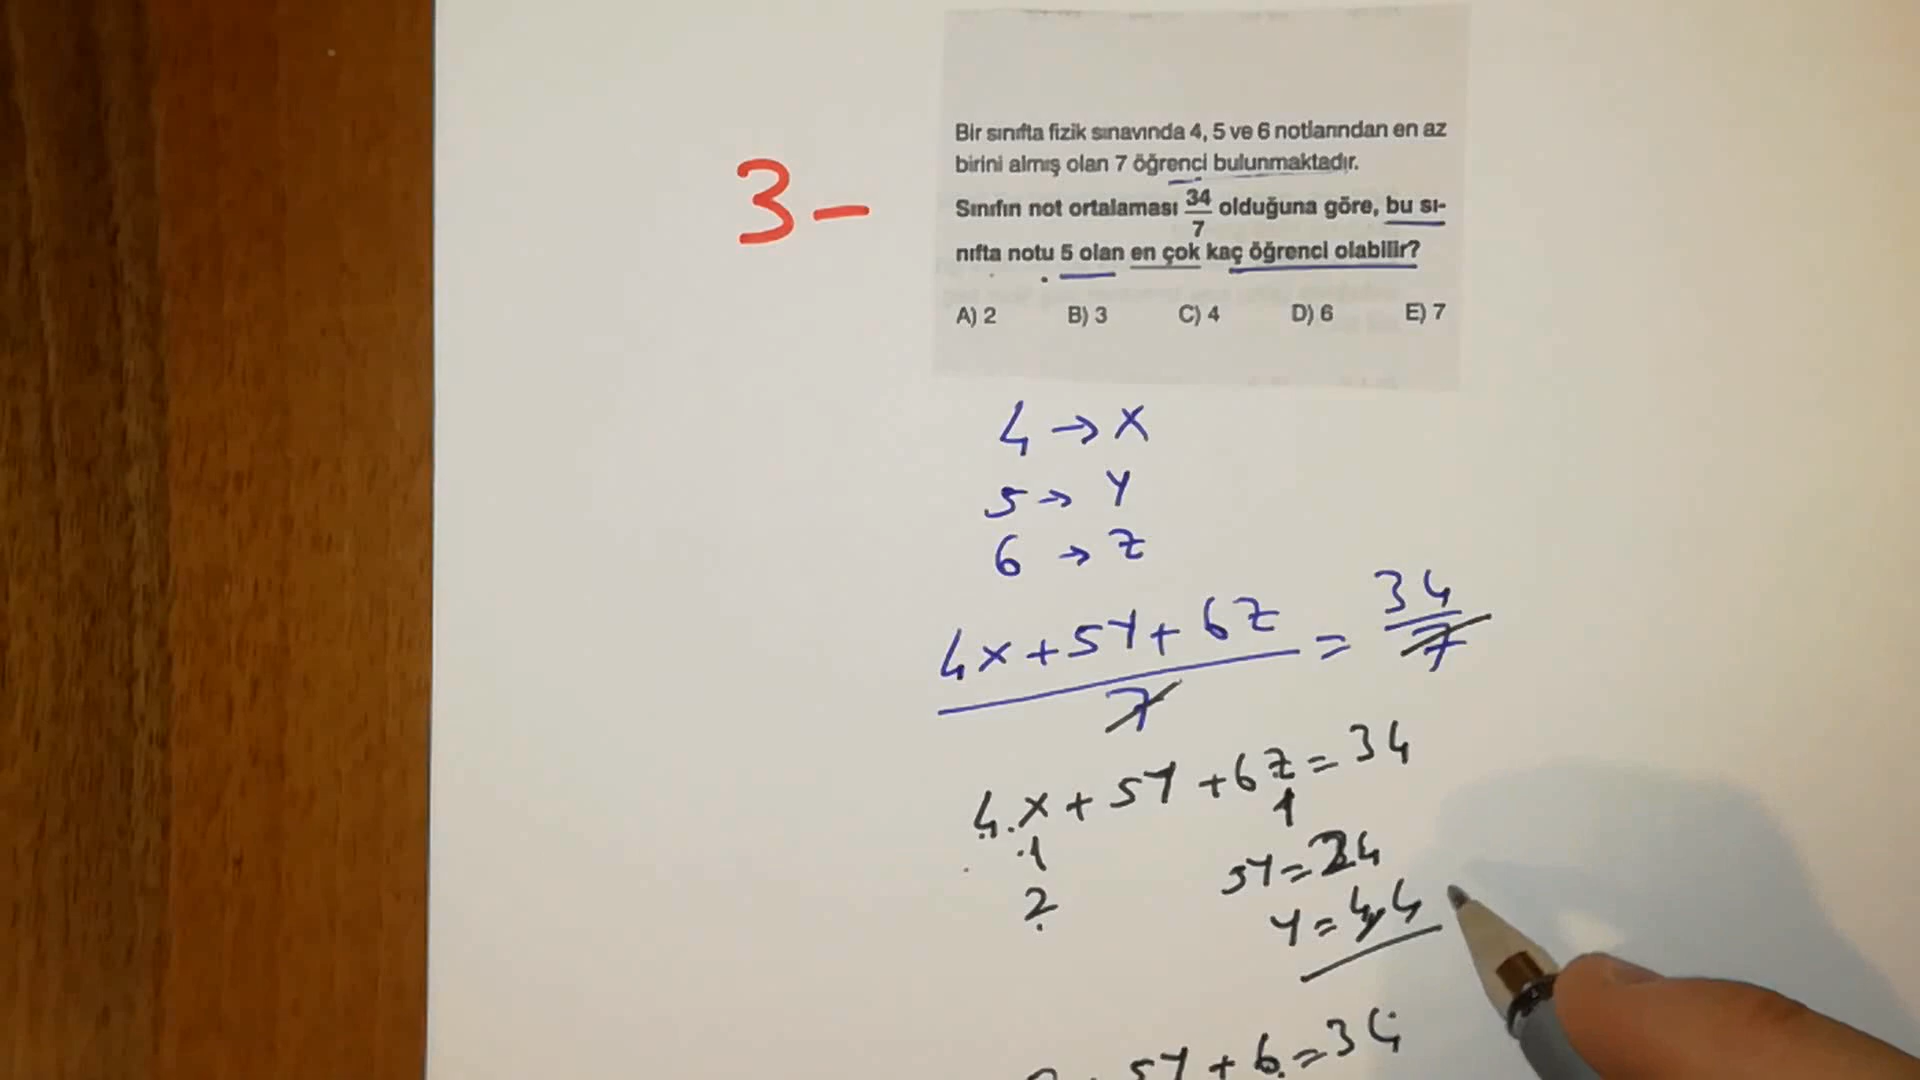 3-
Bir sınıfta fizik sınavında 4, 5 ve 6 notlarından en az
birini almış olan 7 öğrenci bulunmaktadır.
Sınıfın not ortalaması 34/7 olduğuna göre, bu sı-
nıfta notu 5 olan en çok kaç öğrenci olabilir?
A) 2 B) 3 C) 4 D) 6 E) 7
4 → X
5 → Y
6 → Z
4X+5Y+6Z/7 = 34/7
4.X+5Y+6Z=34
1 1
2
5Y=24
Y=4,4
5Y+6=34